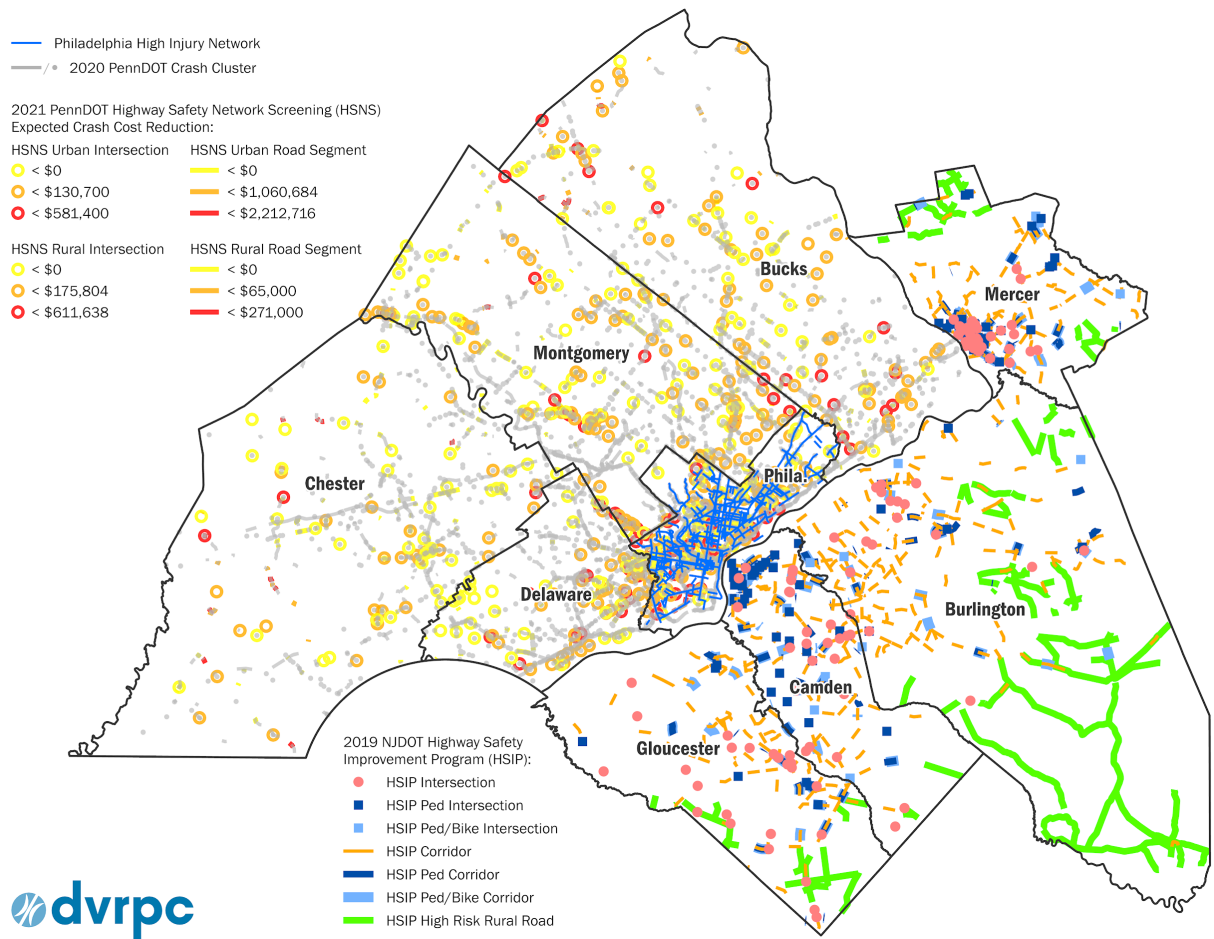 Philadelphia High Injury Network
2020 PennDOT Crash Cluster
2021 PennDOT Highway Safety Network Screening (HSNS)
Expected Crash Cost Reduction:
HSNS Urban Intersection
< $0
< $130,700
< $581,400
HSNS Urban Road Segment
< $0
< $1,060,684
< $2,212,716
HSNS Rural Intersection
< $0
< $175,804
< $611,638
HSNS Rural Road Segment
< $0
< $65,000
< $271,000
Bucks
Mercer
Montgomery
Chester
Phila.
Delaware
Burlington
Camden
Gloucester
2019 NJDOT Highway Safety
Improvement Program (HSIP):
HSIP Intersection
HSIP Ped Intersection
HSIP Ped/Bike Intersection
HSIP Corridor
HSIP Ped Corridor
HSIP Ped/Bike Corridor
HSIP High Risk Rural Road
dvrpc